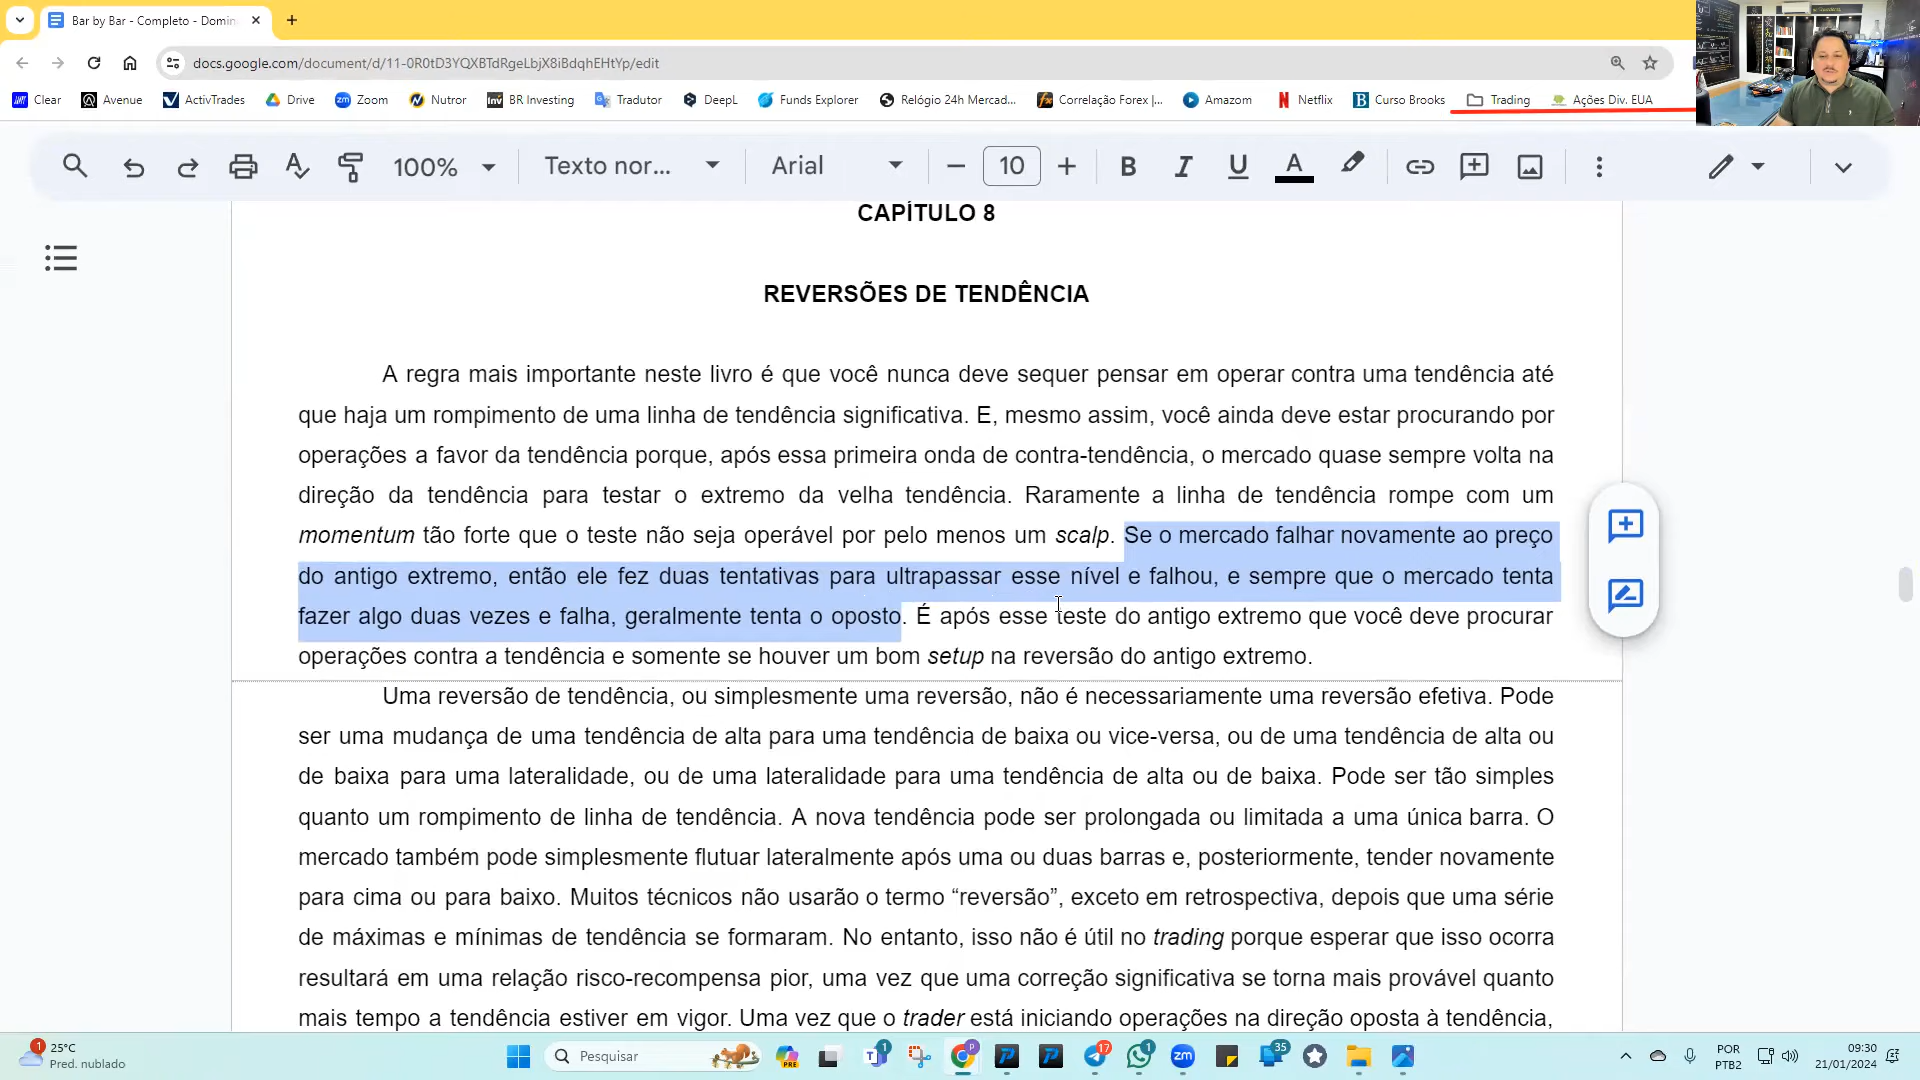 Bar by Bar - Completo - Domin
docs.google.com/document/d/11-0R0tD3YQXBTdRgeLbjX8iBdqhEHtYp/edit
Clear Avenue ActivTrades Drive Zoom Nutror BR Investing Tradutor DeepL Funds Explorer Relógio 24h Mercad... Correlação Forex |... Amazom Netflix Curso Brooks Trading Ações Div. EUA
100% Texto nor... Arial 10
CAPÍTULO 8
REVERSÕES DE TENDÊNCIA
A regra mais importante neste livro é que você nunca deve sequer pensar em operar contra uma tendência até
que haja um rompimento de uma linha de tendência significativa. E, mesmo assim, você ainda deve estar procurando por
operações a favor da tendência porque, após essa primeira onda de contra-tendência, o mercado quase sempre volta na
direção da tendência para testar o extremo da velha tendência. Raramente a linha de tendência rompe com um
momentum tão forte que o teste não seja operável por pelo menos um scalp. Se o mercado falhar novamente ao preço
do antigo extremo, então ele fez duas tentativas para ultrapassar esse nível e falhou, e sempre que o mercado tenta
fazer algo duas vezes e falha, geralmente tenta o oposto. É após esse teste do antigo extremo que você deve procurar
operações contra a tendência e somente se houver um bom setup na reversão do antigo extremo.
Uma reversão de tendência, ou simplesmente uma reversão, não é necessariamente uma reversão efetiva. Pode
ser uma mudança de uma tendência de alta para uma tendência de baixa ou vice-versa, ou de uma tendência de alta ou
de baixa para uma lateralidade, ou de uma lateralidade para uma tendência de alta ou de baixa. Pode ser tão simples
quanto um rompimento de linha de tendência. A nova tendência pode ser prolongada ou limitada a uma única barra. O
mercado também pode simplesmente flutuar lateralmente após uma ou duas barras e, posteriormente, tender novamente
para cima ou para baixo. Muitos técnicos não usarão o termo “reversão”, exceto em retrospectiva, depois que uma série
de máximas e mínimas de tendência se formaram. No entanto, isso não é útil no trading porque esperar que isso ocorra
resultará em uma relação risco-recompensa pior, uma vez que uma correção significativa se torna mais provável quanto
mais tempo a tendência estiver em vigor. Uma vez que o trader está iniciando operações na direção oposta à tendência,
1 25°C
Pred. nublado
Pesquisar
PRE
1
17
1
zm
35
POR
PTB2
09:30
21/01/2024